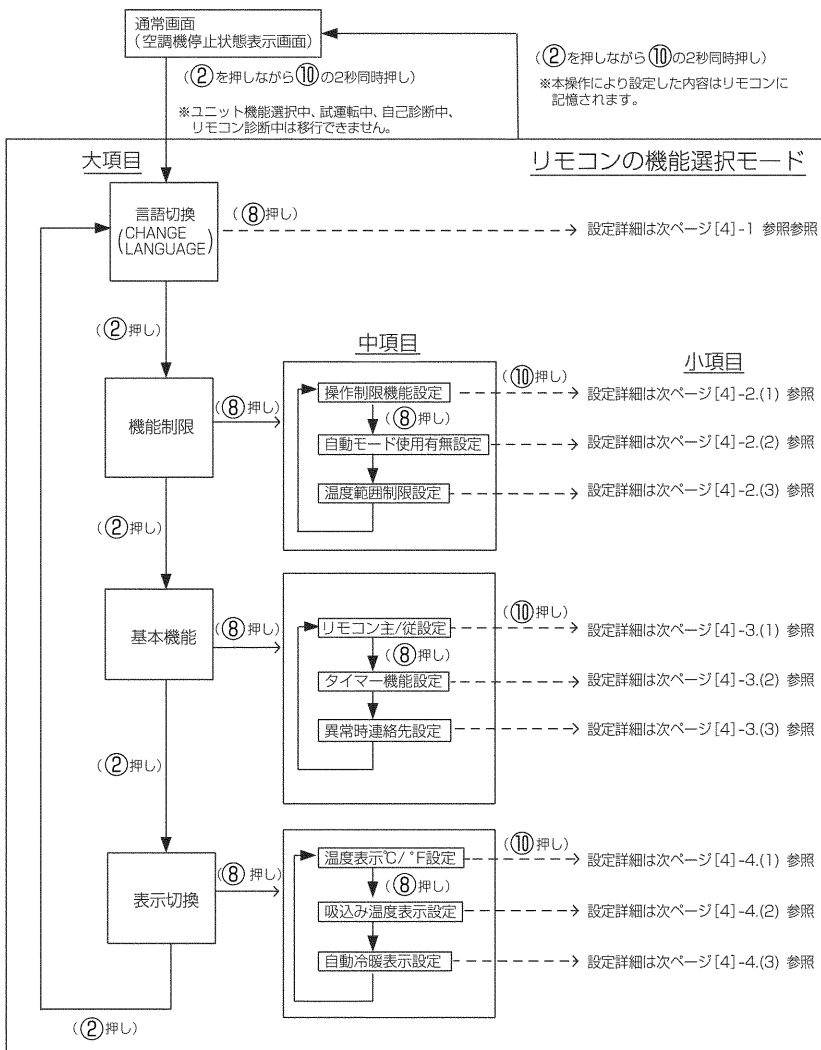 通常画面
(空調機停止状態表示画面)
(②を押しながら⑩の2秒同時押し)
※ユニット機能選択中、試運転中、自己診断中、
リモコン診断中は移行できません。
(②を押しながら⑩の2秒同時押し)
※本操作により設定した内容はリモコンに
記憶されます。
大項目
リモコンの機能選択モード
言語切換
(CHANGE
LANGUAGE)
(⑧押し)
設定詳細は次ページ[4]-1 参照参照
(②押し)
中項目
小項目
機能制限
(⑧押し)
操作制限機能設定
(⑩押し)
設定詳細は次ページ[4]-2.(1) 参照
(⑧押し)
自動モード使用有無設定
設定詳細は次ページ[4]-2.(2) 参照
温度範囲制限設定
設定詳細は次ページ[4]-2.(3) 参照
(②押し)
基本機能
(⑧押し)
リモコン主/従設定
(⑩押し)
設定詳細は次ページ[4]-3.(1) 参照
(⑧押し)
タイマー機能設定
設定詳細は次ページ[4]-3.(2) 参照
異常時連絡先設定
設定詳細は次ページ[4]-3.(3) 参照
(②押し)
表示切換
(⑧押し)
温度表示℃/°F設定
(⑩押し)
設定詳細は次ページ[4]-4.(1) 参照
(⑧押し)
吸込み温度表示設定
設定詳細は次ページ[4]-4.(2) 参照
自動冷暖表示設定
設定詳細は次ページ[4]-4.(3) 参照
(②押し)